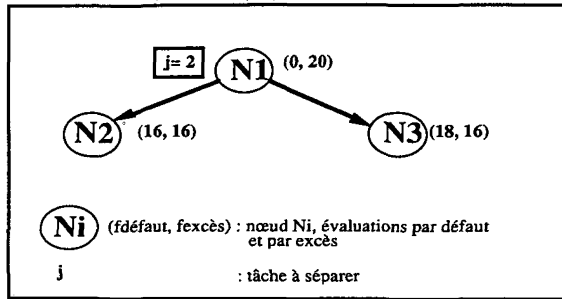 j= 2
N1 (0, 20)
N2 (16, 16)
N3 (18, 16)
Ni (fdéfaut, fexcès) : nœud Ni, évaluations par défaut
et par excès
j : tâche à séparer